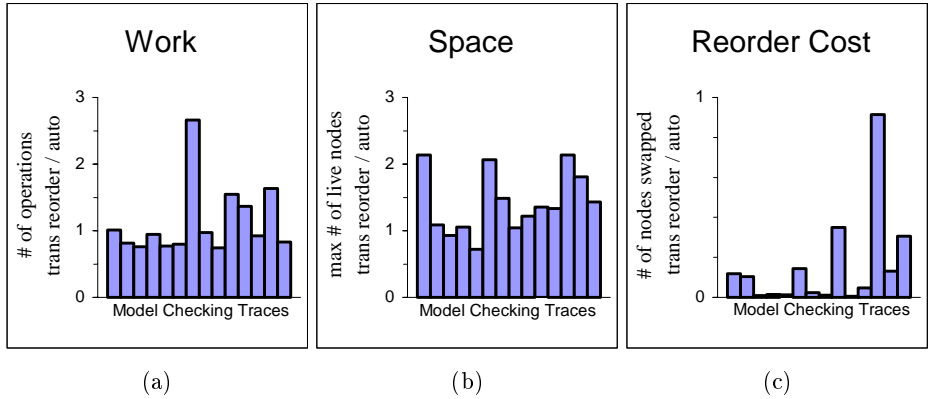 Work
# of operations
trans reorder / auto
3
2
1
0
Model Checking Traces
(a)
Space
max # of live nodes
trans reorder / auto
3
2
1
0
Model Checking Traces
(b)
Reorder Cost
# of nodes swapped
trans reorder / auto
1
0
Model Checking Traces
(c)